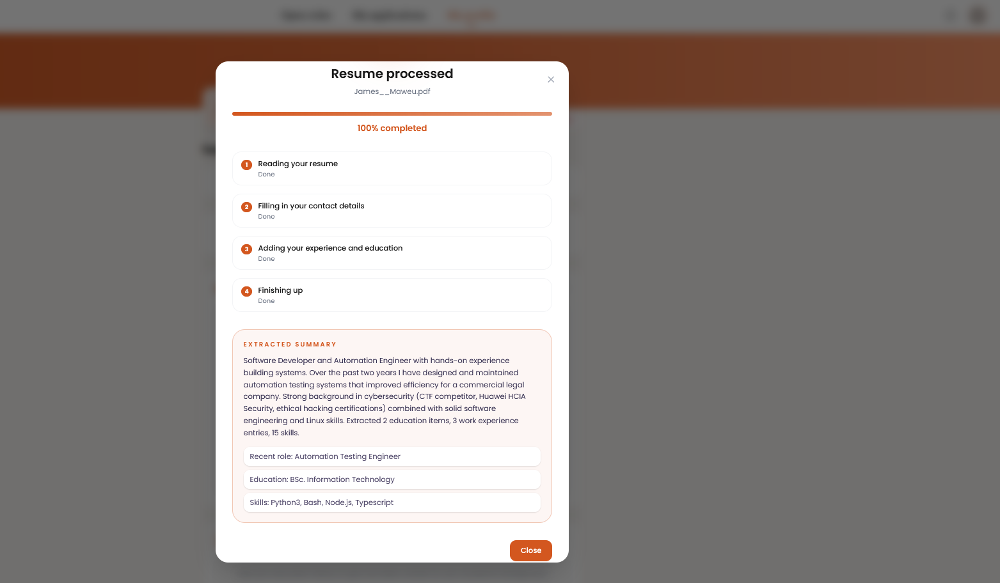 Resume processed
James__Maweu.pdf
100% completed
1 Reading your resume
Done
2 Filling in your contact details
Done
3 Adding your experience and education
Done
4 Finishing up
Done
EXTRACTED SUMMARY
Software Developer and Automation Engineer with hands-on experience
building systems. Over the past two years I have designed and maintained
automation testing systems that improved efficiency for a commercial legal
company. Strong background in cybersecurity (CTF competitor, Huawei HCIA
Security, ethical hacking certifications) combined with solid software
engineering and Linux skills. Extracted 2 education items, 3 work experience
entries, 15 skills.
Recent role: Automation Testing Engineer
Education: BSc. Information Technology
Skills: Python3, Bash, Node.js, Typescript
Close